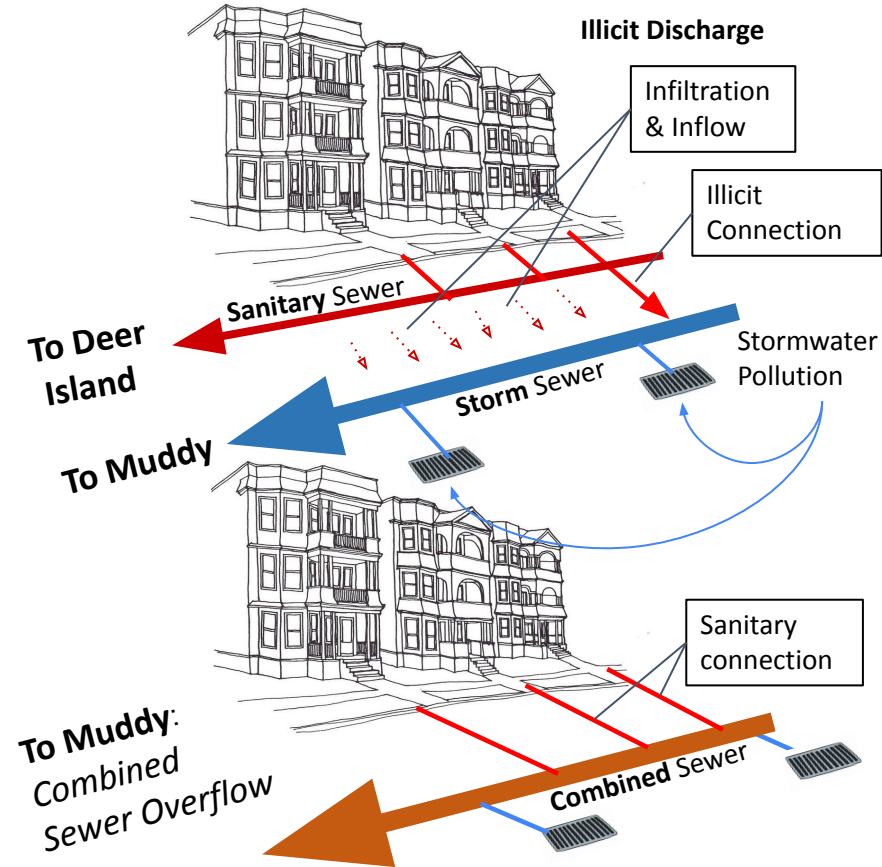 Illicit Discharge
Infiltration
& Inflow
Illicit
Connection
Sanitary Sewer
To Deer
Island
Storm Sewer
Stormwater
Pollution
To Muddy
Sanitary
connection
To Muddy:
Combined
Sewer Overflow
Combined Sewer